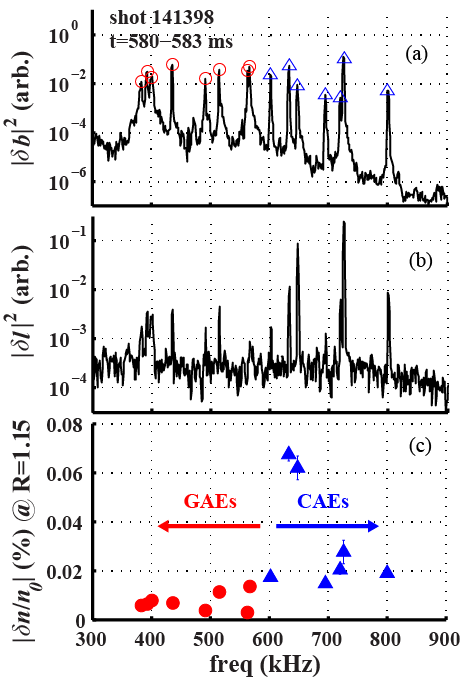 shot 141398
t=580−583 ms
(a)
|δb|² (arb.)
10⁰
10⁻²
10⁻⁴
10⁻⁶
(b)
|δl|² (arb.)
10⁻¹
10⁻²
10⁻³
10⁻⁴
(c)
|δn/n₀| (%) @ R=1.15
0.08
0.06
0.04
0.02
0
GAEs CAEs
300 400 500 600 700 800 900
freq (kHz)